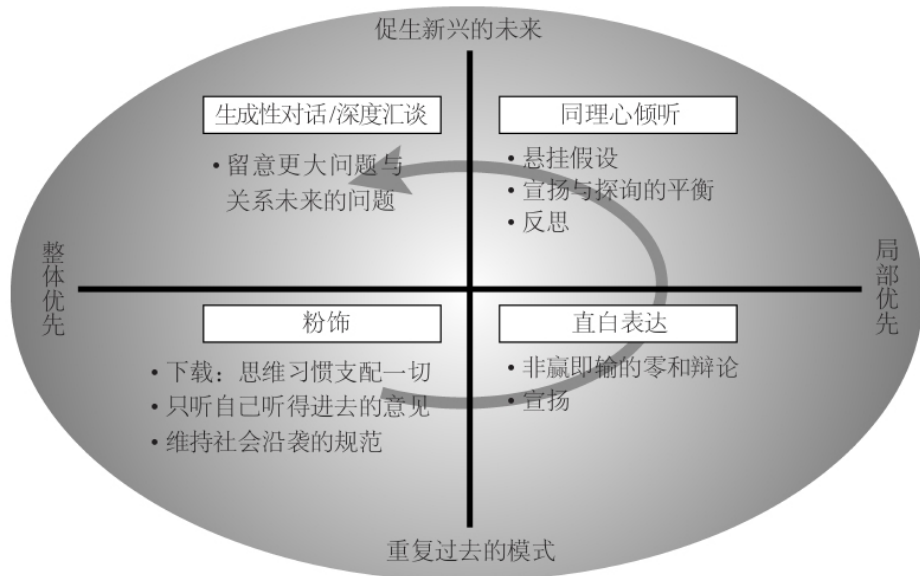 促生新兴的未来
生成性对话/深度汇谈
• 留意更大问题与
关系未来的问题
同理心倾听
• 悬挂假设
• 宣扬与探询的平衡
• 反思
整体优先
局部优先
粉饰
• 下载：思维习惯支配一切
• 只听自己听得进去的意见
• 维持社会沿袭的规范
直白表达
• 非赢即输的零和辩论
• 宣扬
重复过去的模式